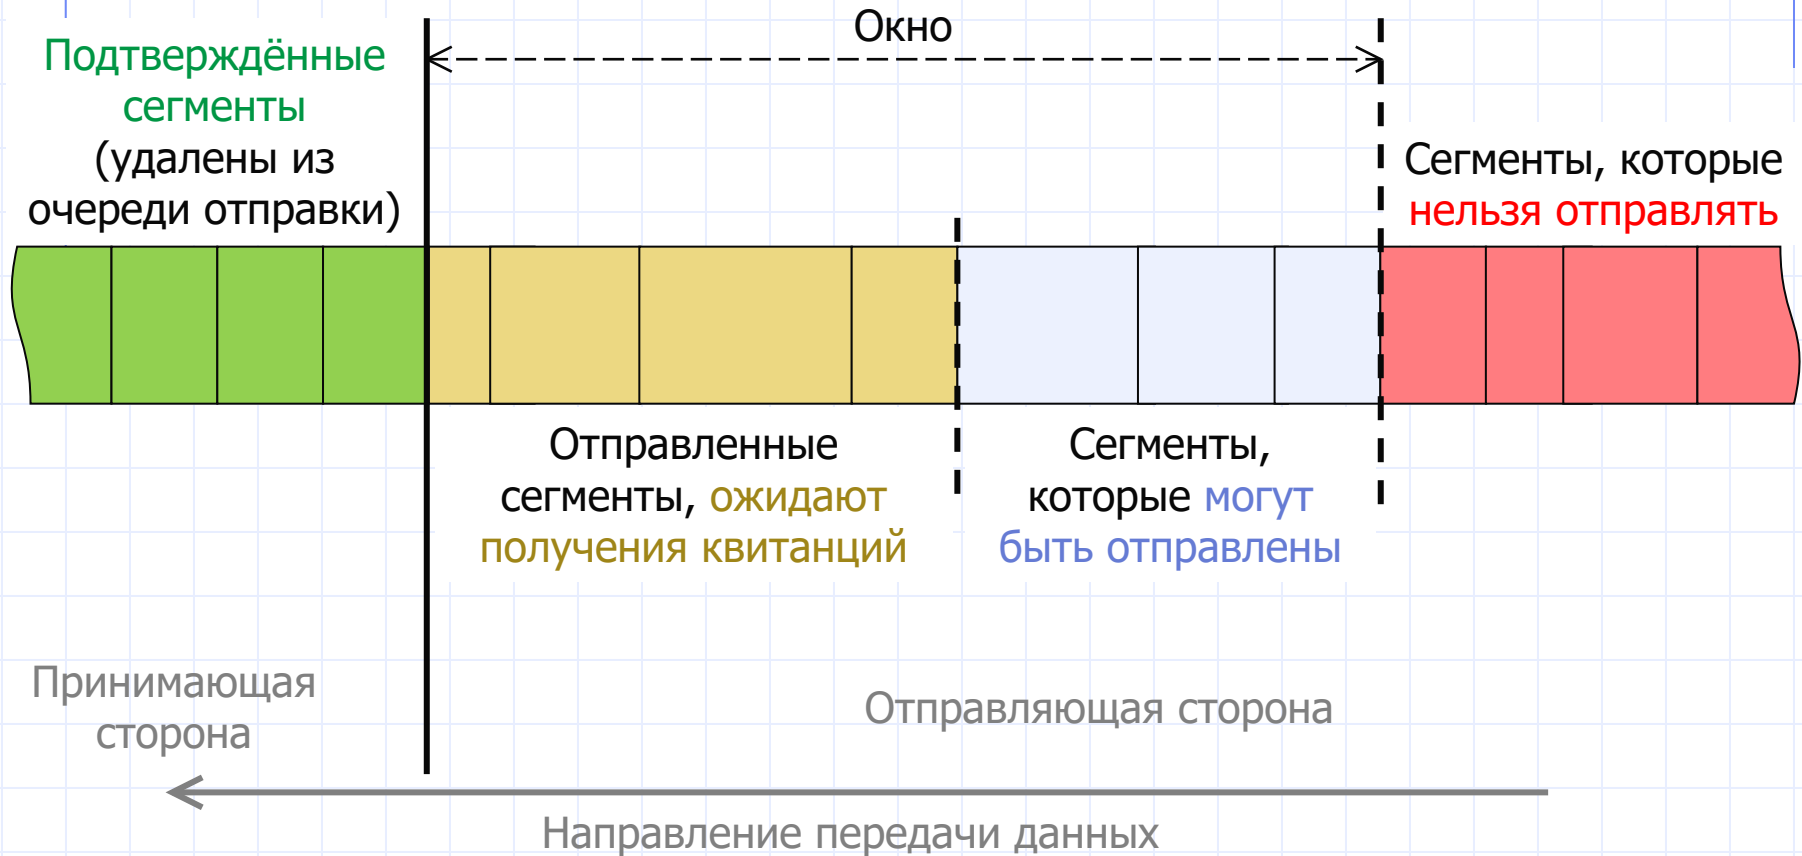 Окно
Подтверждённые
сегменты
(удалены из
очереди отправки)
Сегменты, которые
нельзя отправлять
Отправленные
сегменты, ожидают
получения квитанций
Сегменты,
которые могут
быть отправлены
Принимающая
сторона
Отправляющая сторона
Направление передачи данных